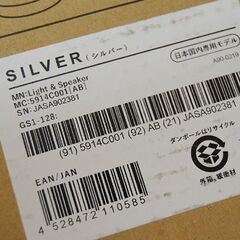 SILVER (シルバー)
日本国内専用モデル
MN:Light & Speaker
MC:5914C001[AB]
SN:JASA902381
A90-0219
GS1-128:
(91) 5914C001 (92) AB (21) JASA902381
ダンボールはリサイクル
外箱、緩衝材
EAN/JAN
4 528472 110585